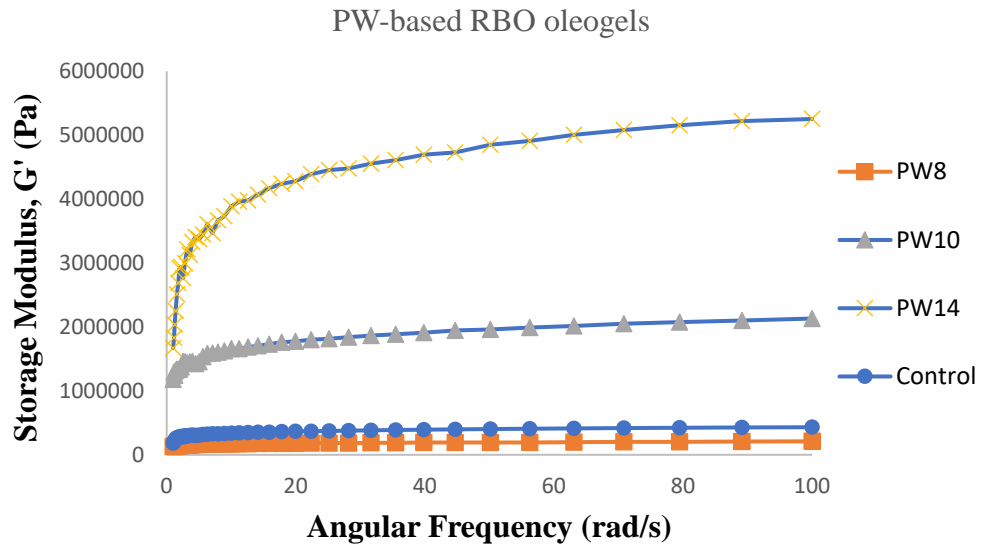 PW-based RBO oleogels
Storage Modulus, G' (Pa)
6000000
5000000
4000000
3000000
2000000
1000000
0
0 20 40 60 80 100
Angular Frequency (rad/s)
PW8
PW10
PW14
Control